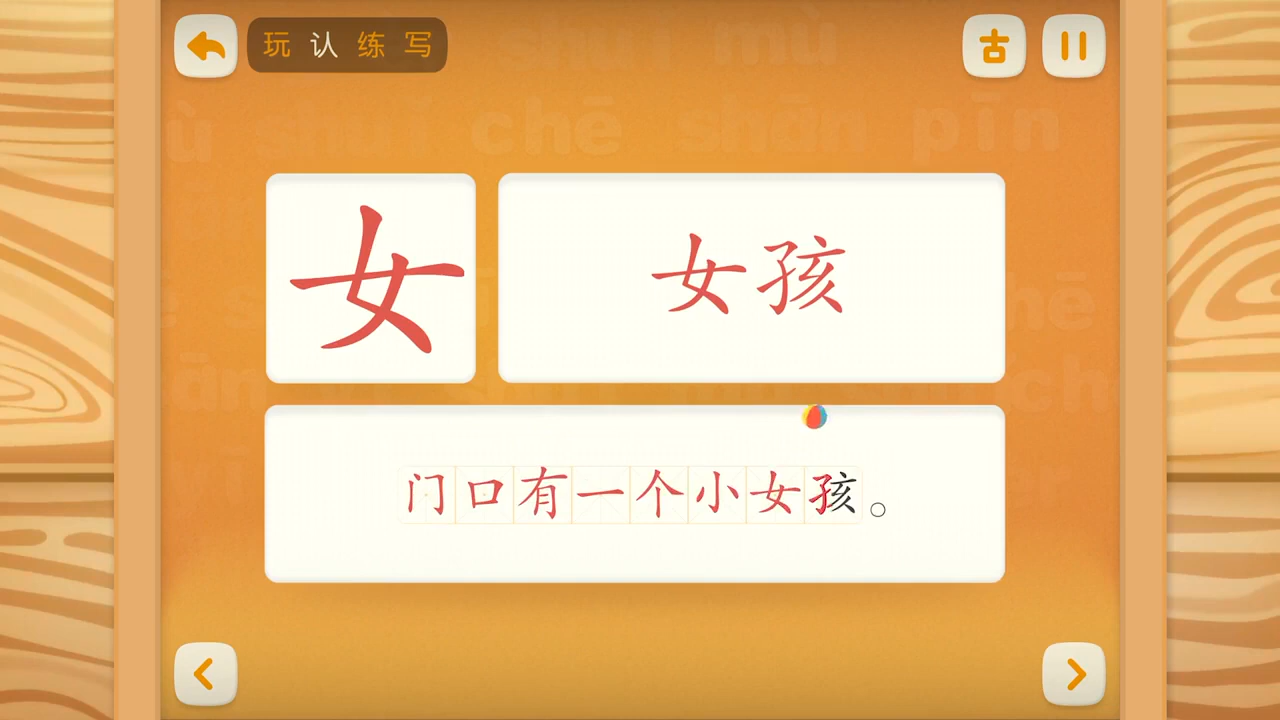 玩 认 练 写
古
女
女孩
门口有一个小女孩。